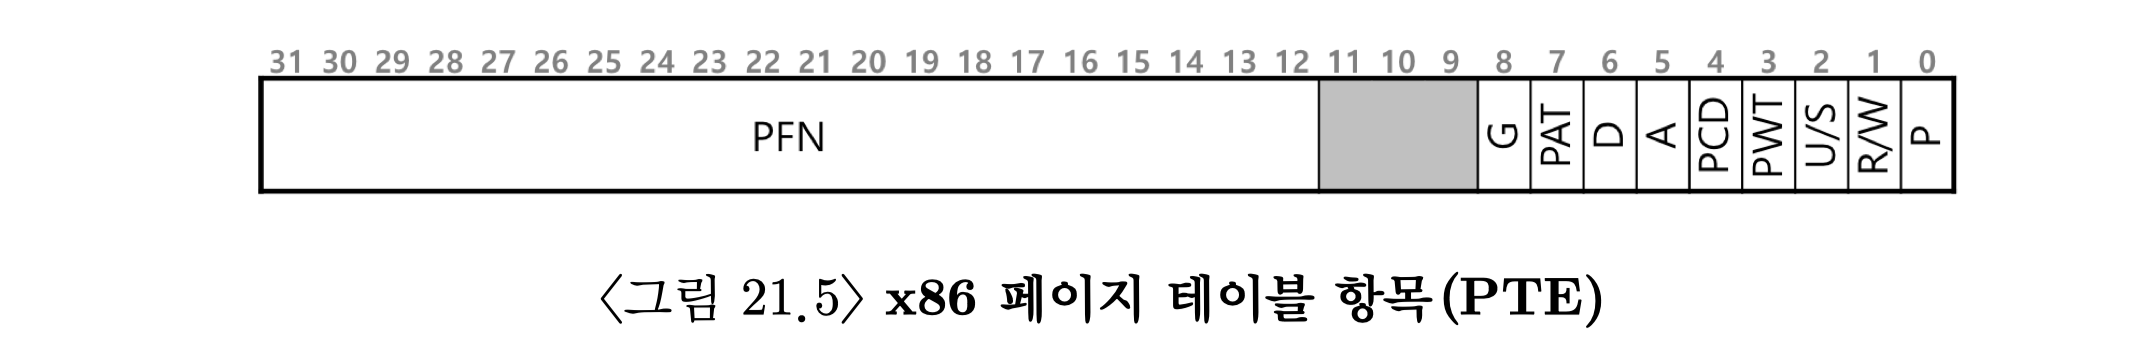 31 30 29 28 27 26 25 24 23 22 21 20 19 18 17 16 15 14 13 12 11 10 9 8 7 6 5 4 3 2 1 0
PFN G PAT D A PCD PWT U/S R/W P
〈그림 21.5〉 x86 페이지 테이블 항목(PTE)